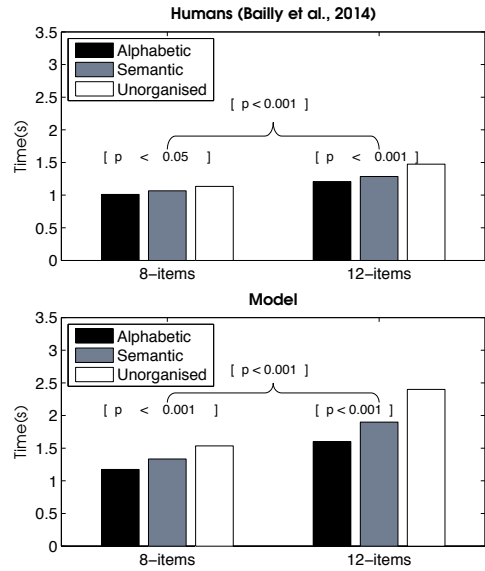 Humans (Bailly et al., 2014)
3.5
3
2.5
2
1.5
1
0.5
0
Time(s)
Alphabetic
Semantic
Unorganised
[ p < 0.001 ]
[ p < 0.05 ]
[ p < 0.001 ]
8-items
12-items
Model
3.5
3
2.5
2
1.5
1
0.5
0
Time(s)
Alphabetic
Semantic
Unorganised
[ p < 0.001 ]
[ p < 0.001 ]
[ p < 0.001 ]
8-items
12-items